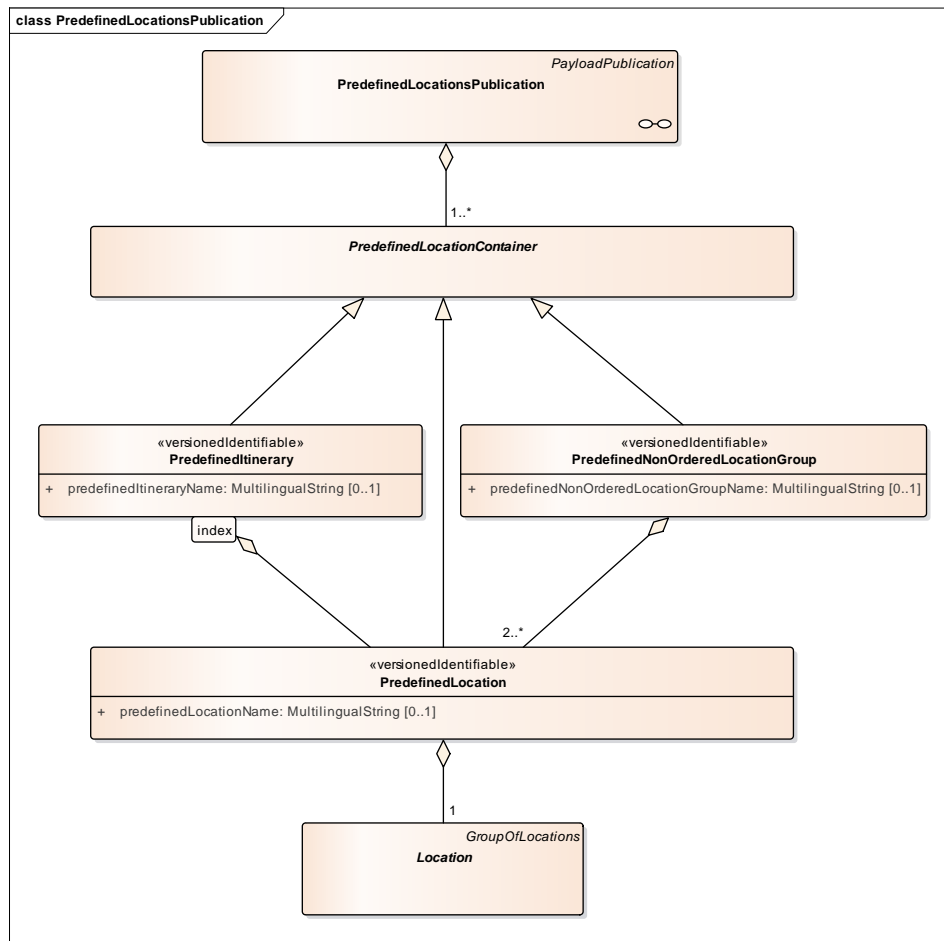 class PredefinedLocationsPublication
PayloadPublication
PredefinedLocationsPublication
1..*
PredefinedLocationContainer
«versionedIdentifiable»
PredefinedItinerary
+ predefinedItineraryName: MultilingualString [0..1]
«versionedIdentifiable»
PredefinedNonOrderedLocationGroup
+ predefinedNonOrderedLocationGroupName: MultilingualString [0..1]
index
2..*
«versionedIdentifiable»
PredefinedLocation
+ predefinedLocationName: MultilingualString [0..1]
1
GroupOfLocations
Location